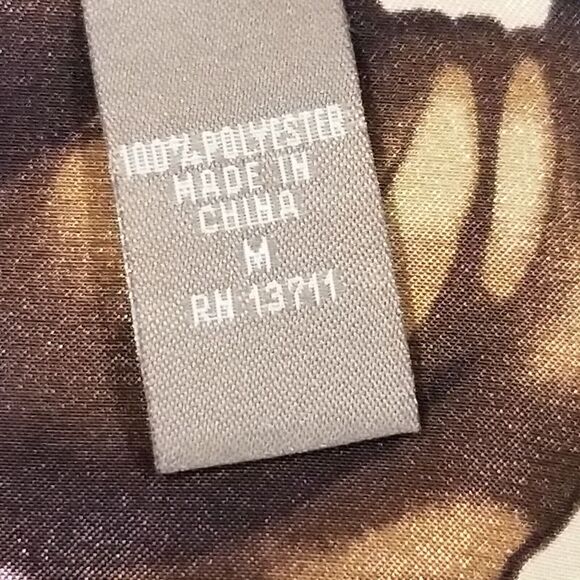 100% POLYESTER
MADE IN
CHINA
M
RN 13711